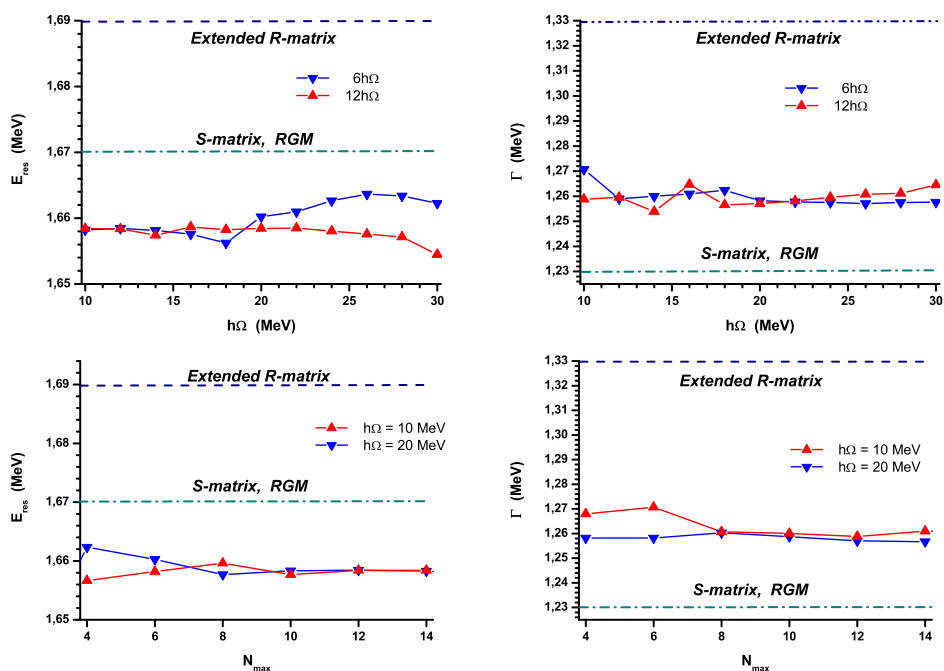 1,69
1,68
1,67
1,66
1,65
E_res (MeV)
Extended R-matrix
6hΩ
12hΩ
S-matrix, RGM
10 15 20 25 30
hΩ (MeV)
1,33
1,32
1,31
1,30
1,29
1,28
1,27
1,26
1,25
1,24
1,23
Γ (MeV)
Extended R-matrix
6hΩ
12hΩ
S-matrix, RGM
10 15 20 25 30
hΩ (MeV)
1,69
1,68
1,67
1,66
1,65
E_res (MeV)
Extended R-matrix
hΩ = 10 MeV
hΩ = 20 MeV
S-matrix, RGM
4 6 8 10 12 14
N_max
1,33
1,32
1,31
1,30
1,29
1,28
1,27
1,26
1,25
1,24
1,23
Γ (MeV)
Extended R-matrix
hΩ = 10 MeV
hΩ = 20 MeV
S-matrix, RGM
4 6 8 10 12 14
N_max